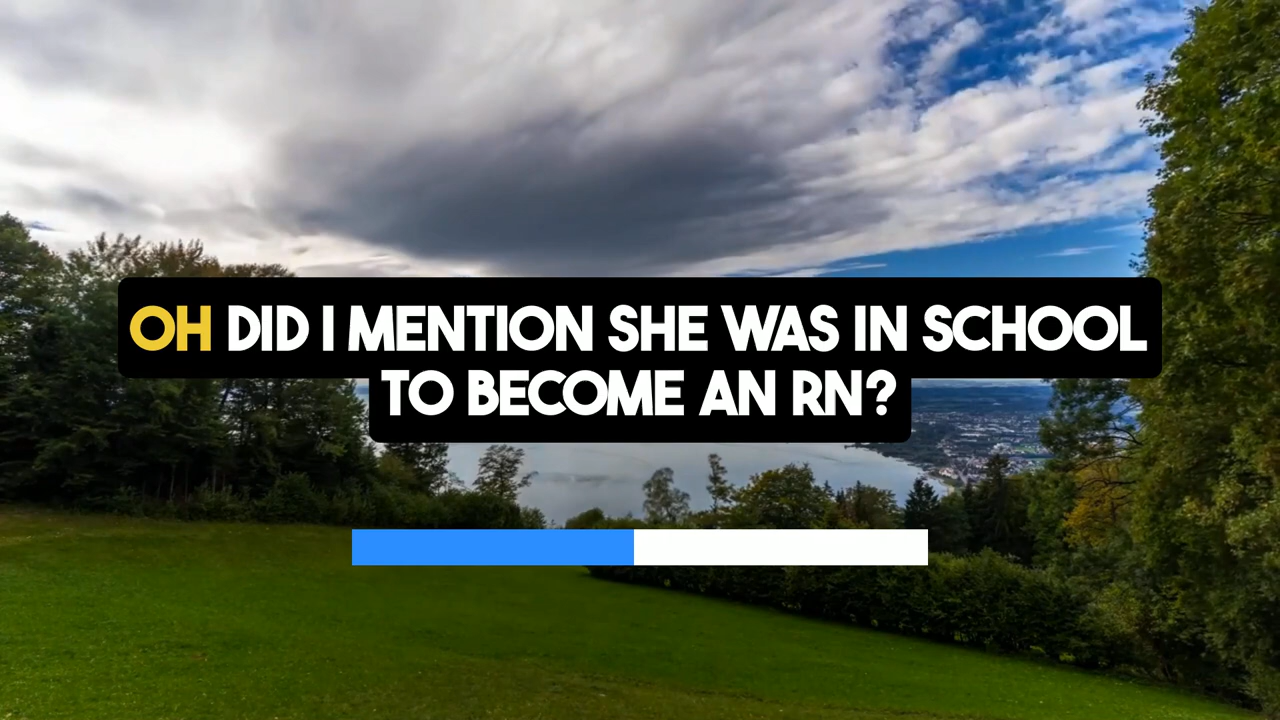 OH DID I MENTION SHE WAS IN SCHOOL
TO BECOME AN RN?